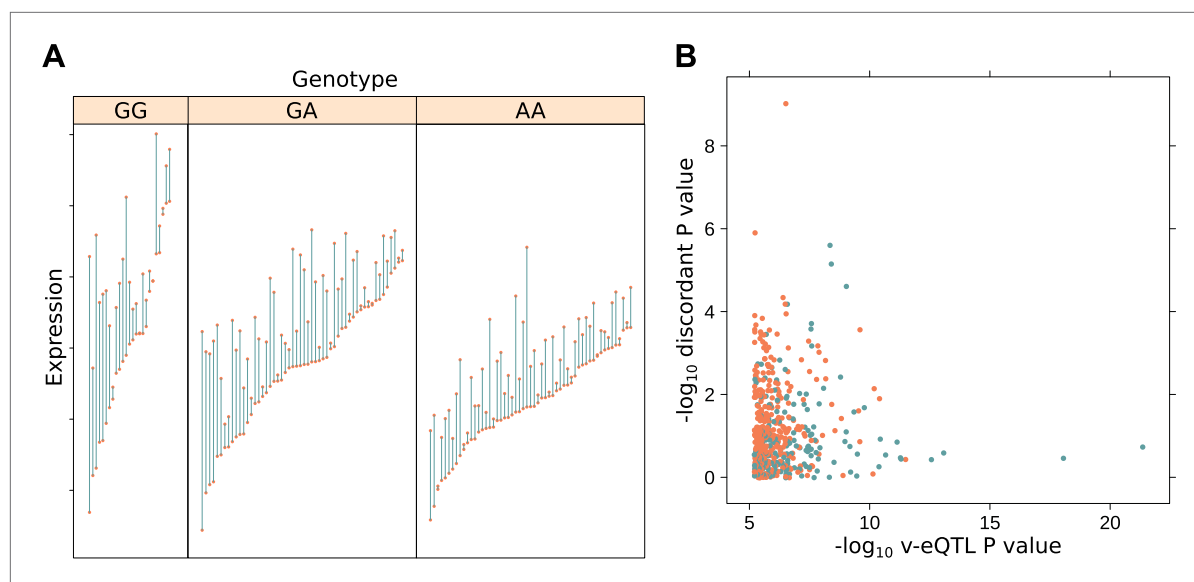 A
Genotype
GG GA AA
Expression
B
-log₁₀ discordant P value
8
6
4
2
0
5 10 15 20
-log₁₀ v-eQTL P value